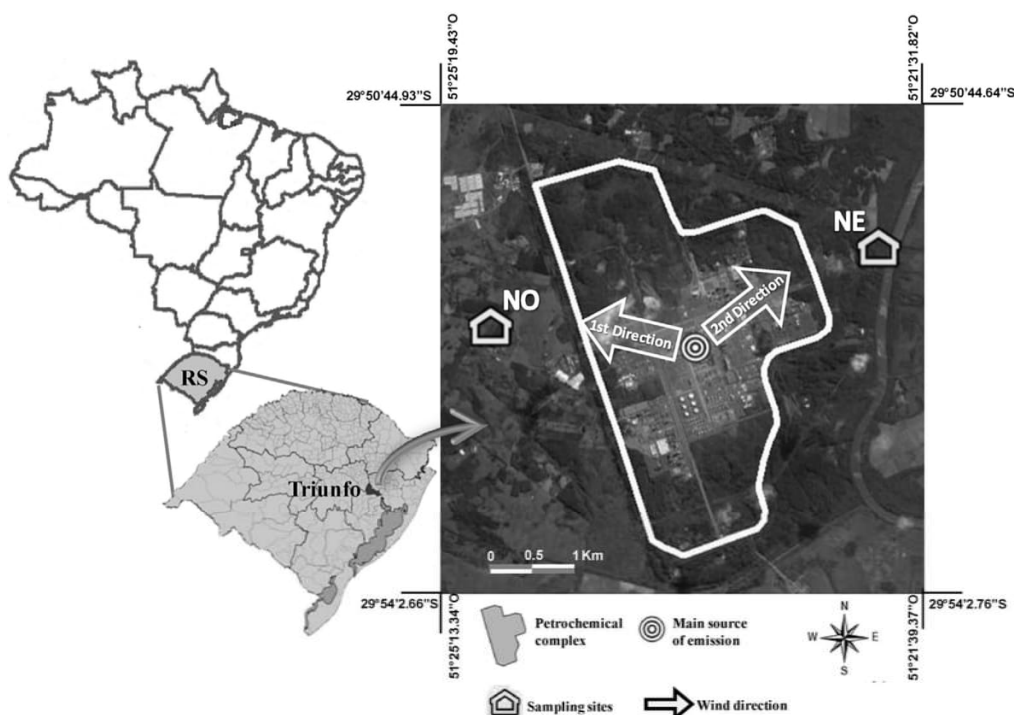 51°25'19.43"O
51°21'31.82"O
29°50'44.93"S
29°50'44.64"S
NE
NO
1st Direction
2nd Direction
RS
Triunfo
0 0.5 1 Km
29°54'2.66"S
29°54'2.76"S
51°25'13.34"O
51°21'39.37"O
Petrochemical
complex
Main source
of emission
N
W E
S
Sampling sites
Wind direction